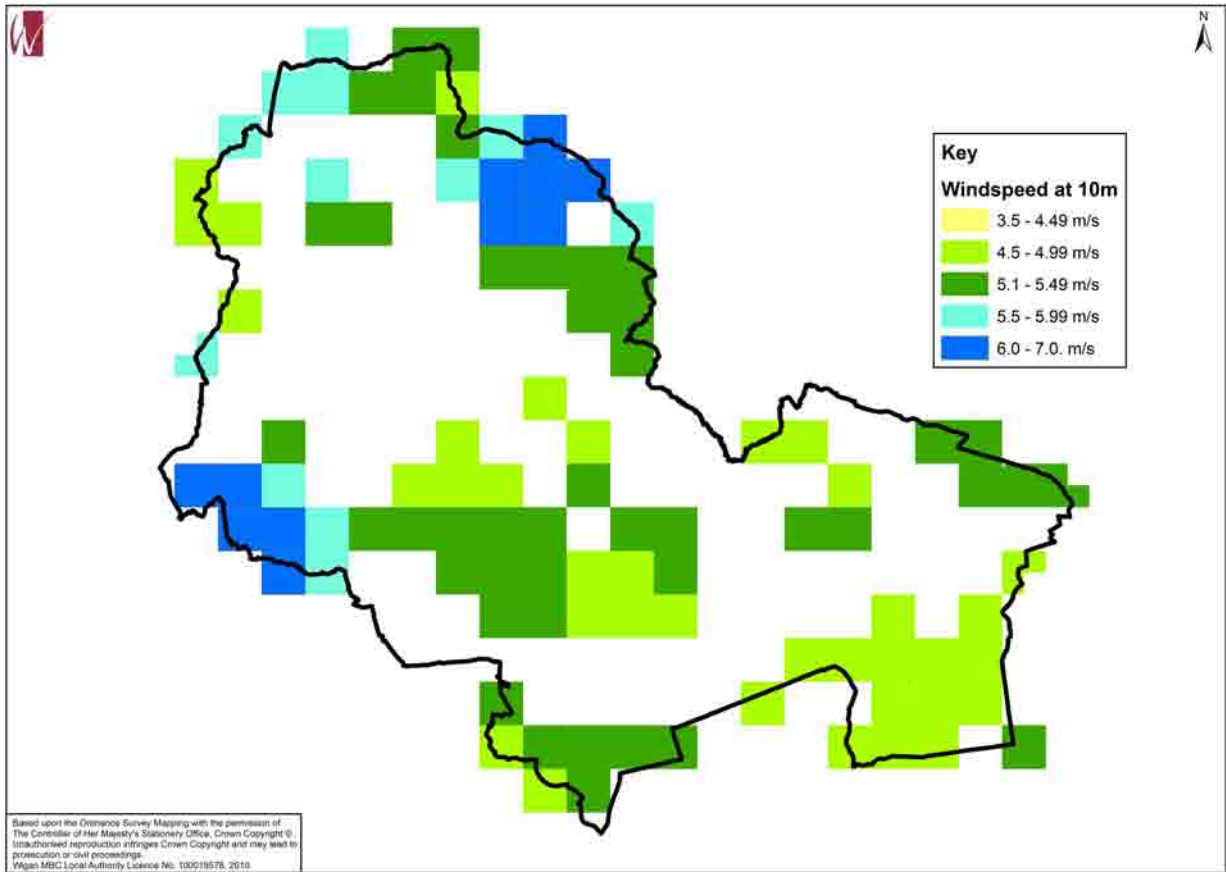 N
Key
Windspeed at 10m
3.5 - 4.49 m/s
4.5 - 4.99 m/s
5.1 - 5.49 m/s
5.5 - 5.99 m/s
6.0 - 7.0. m/s
Based upon the Ordnance Survey Mapping with the permission of
The Controller of Her Majesty's Stationery Office, Crown Copyright ©.
Unauthorised reproduction infringes Crown Copyright and may lead to
prosecution or civil proceedings.
Wigan MBC Local Authority Licence No. 100019578, 2010